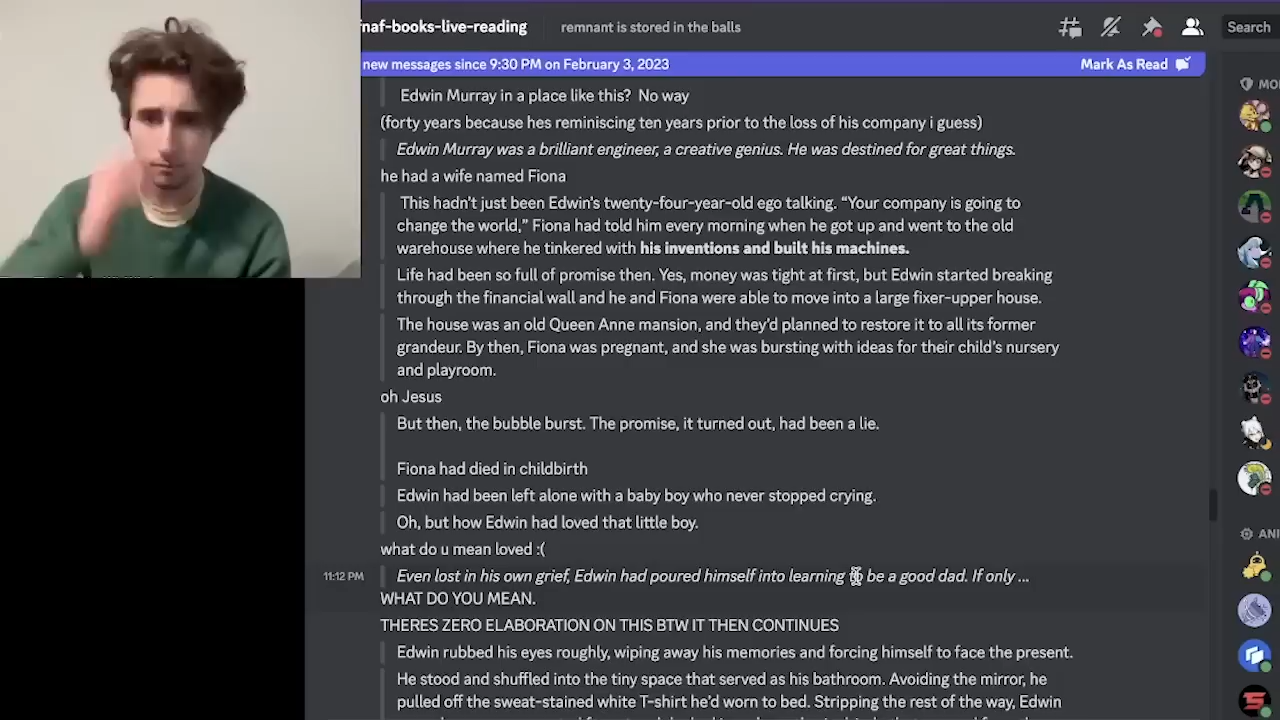 fnaf-books-live-reading
remnant is stored in the balls
Search
new messages since 9:30 PM on February 3, 2023
Mark As Read
MO
Edwin Murray in a place like this? No way
(forty years because hes reminiscing ten years prior to the loss of his company i guess)
Edwin Murray was a brilliant engineer, a creative genius. He was destined for great things.
he had a wife named Fiona
This hadn't just been Edwin's twenty-four-year-old ego talking. “Your company is going to
change the world,” Fiona had told him every morning when he got up and went to the old
warehouse where he tinkered with his inventions and built his machines.
Life had been so full of promise then. Yes, money was tight at first, but Edwin started breaking
through the financial wall and he and Fiona were able to move into a large fixer-upper house.
The house was an old Queen Anne mansion, and they'd planned to restore it to all its former
grandeur. By then, Fiona was pregnant, and she was bursting with ideas for their child's nursery
and playroom.
oh Jesus
But then, the bubble burst. The promise, it turned out, had been a lie.
Fiona had died in childbirth
Edwin had been left alone with a baby boy who never stopped crying.
Oh, but how Edwin had loved that little boy.
what do u mean loved :(
ANI
11:12 PM
Even lost in his own grief, Edwin had poured himself into learning to be a good dad. If only ...
WHAT DO YOU MEAN.
THERES ZERO ELABORATION ON THIS BTW IT THEN CONTINUES
Edwin rubbed his eyes roughly, wiping away his memories and forcing himself to face the present.
He stood and shuffled into the tiny space that served as his bathroom. Avoiding the mirror, he
pulled off the sweat-stained white T-shirt he'd worn to bed. Stripping the rest of the way, Edwin